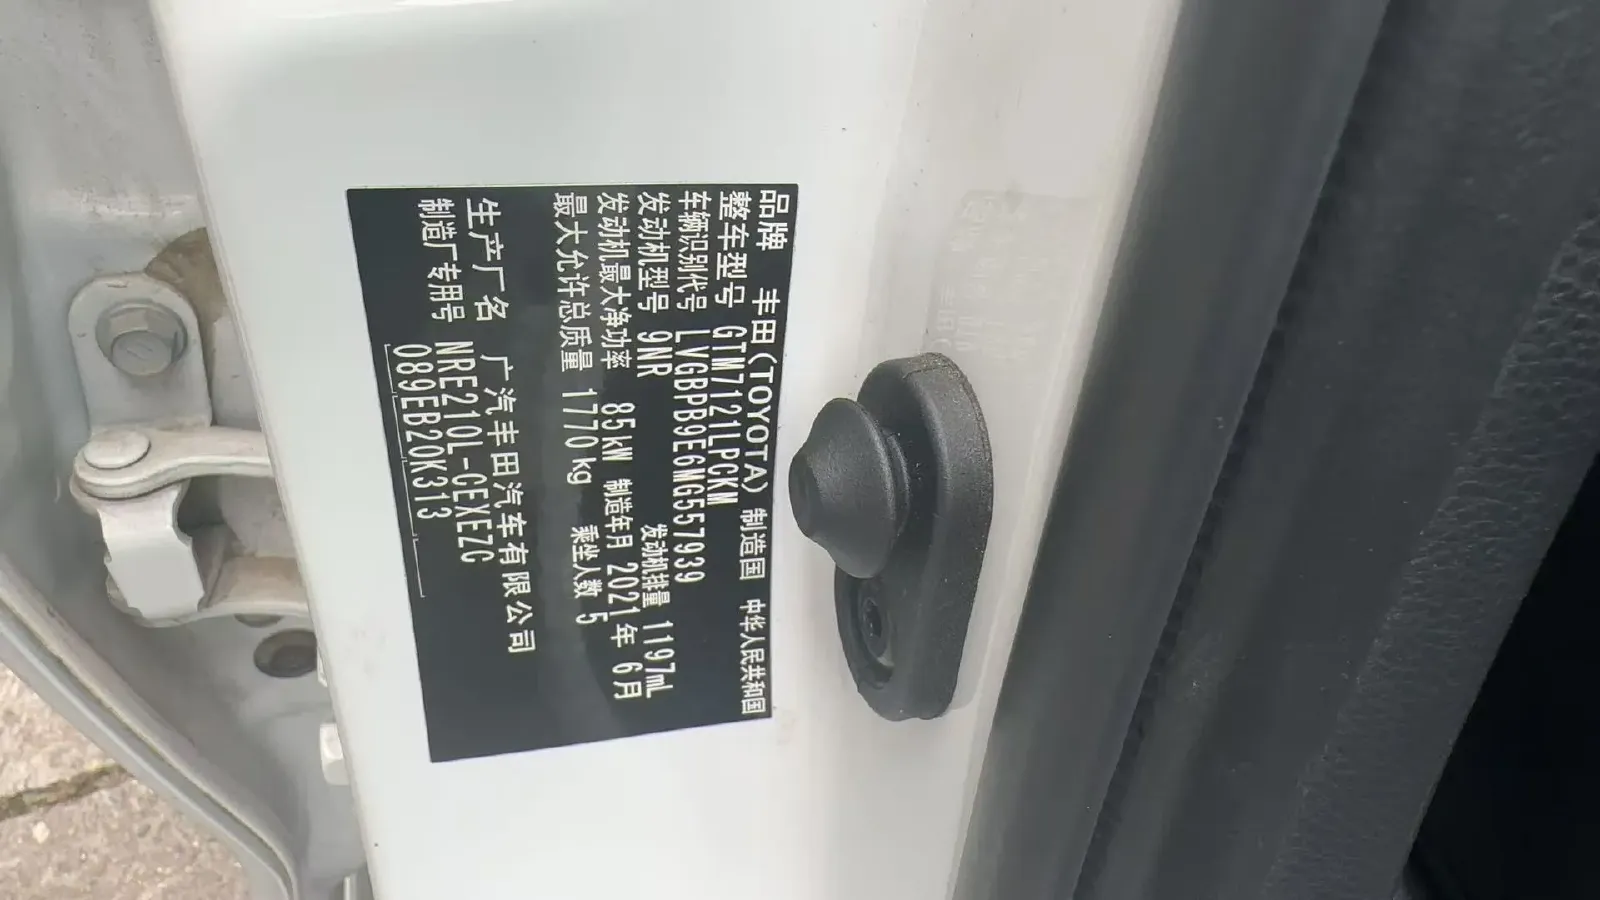 品牌 丰田(TOYOTA) 制造国 中华人民共和国
整车型号 GTM7121LPCKM
车辆识别代号 LVGBPB9E6MG557939
发动机型号 9NR 发动机排量 1197mL
发动机最大净功率 85kW 制造年月 2021年 6月
最大允许总质量 1770kg 乘坐人数 5
生产厂名 广汽丰田汽车有限公司
制造厂专用号 NRE210L-CEXEZC
089EB20K313